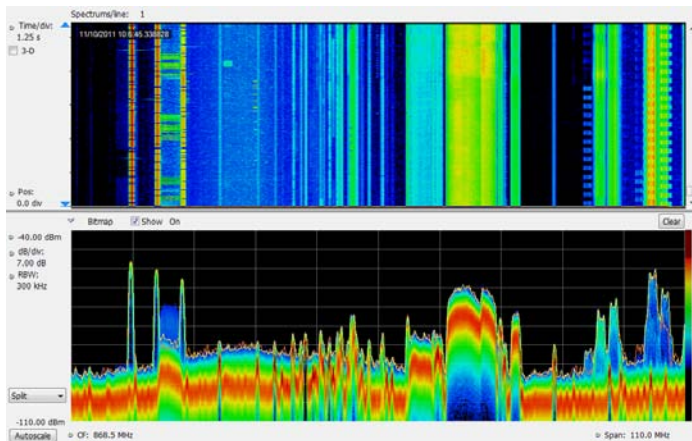 Spectrums/line: 1
Time/div:
1.25 s
3-D
11/10/2011 10:6:45.338828
Pos:
0.0 div
Bitmap Show On Clear
-40.00 dBm
dB/div:
7.00 dB
RBW:
300 kHz
Split
-110.00 dBm
Autoscale CF: 868.5 MHz Span: 110.0 MHz